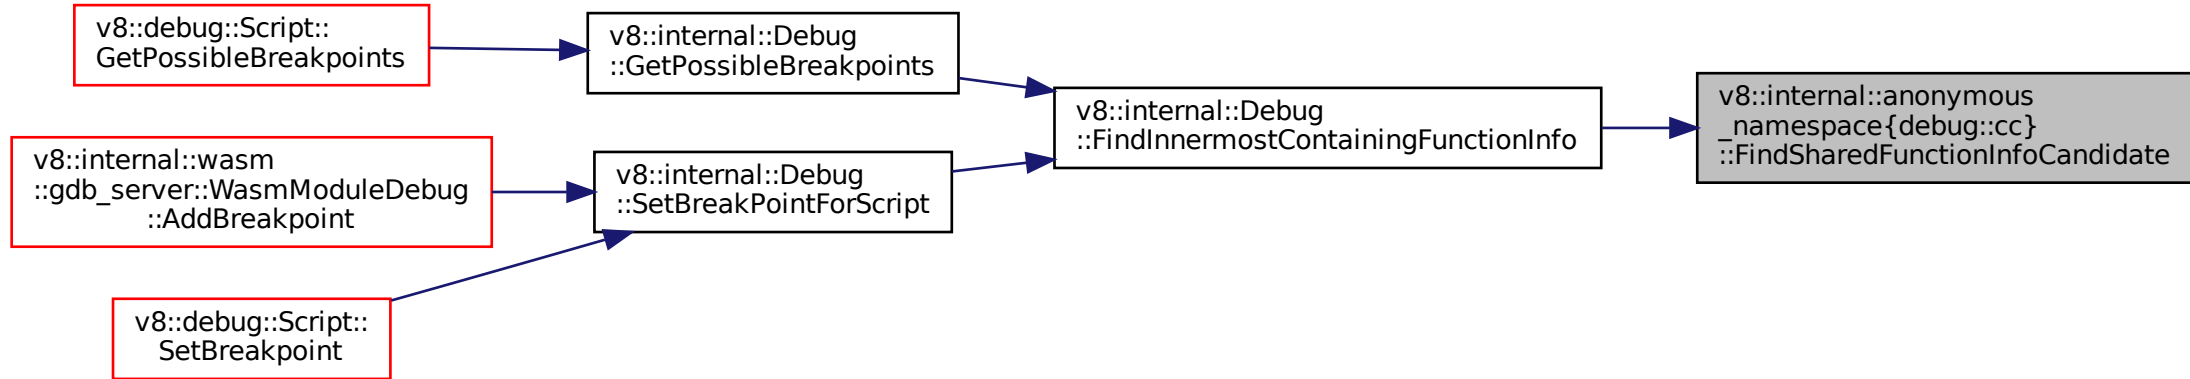 v8::debug::Script::
GetPossibleBreakpoints
v8::internal::Debug
::GetPossibleBreakpoints
v8::internal::wasm
::gdb_server::WasmModuleDebug
::AddBreakpoint
v8::internal::Debug
::SetBreakPointForScript
v8::debug::Script::
SetBreakpoint
v8::internal::Debug
::FindInnermostContainingFunctionInfo
v8::internal::anonymous
_namespace{debug::cc}
::FindSharedFunctionInfoCandidate